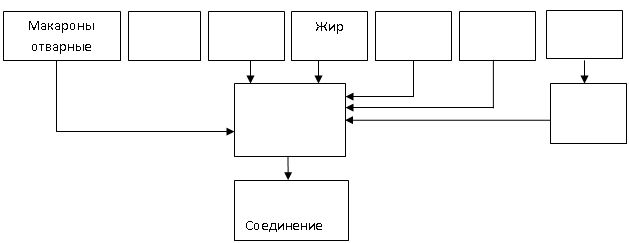 Макароны
отварные
Жир
Соединение